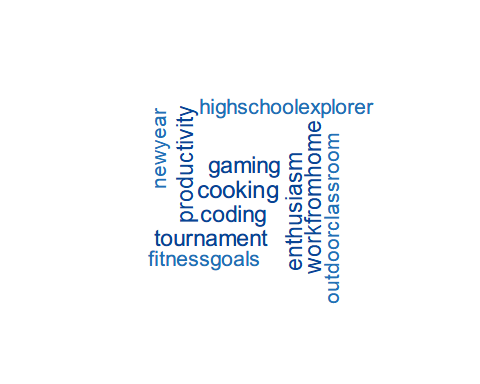 highschoolexplorer
newyear
productivity
gaming
cooking
coding
tournament
fitnessgoals
enthusiasm
workfromhome
outdoorclassroom